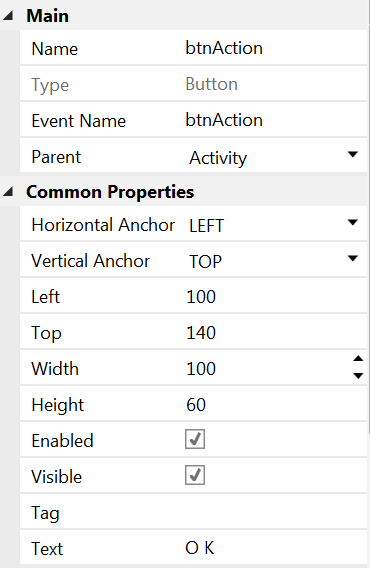 Main
Name btnAction
Type Button
Event Name btnAction
Parent Activity
Common Properties
Horizontal Anchor LEFT
Vertical Anchor TOP
Left 100
Top 140
Width 100
Height 60
Enabled
Visible
Tag
Text O K